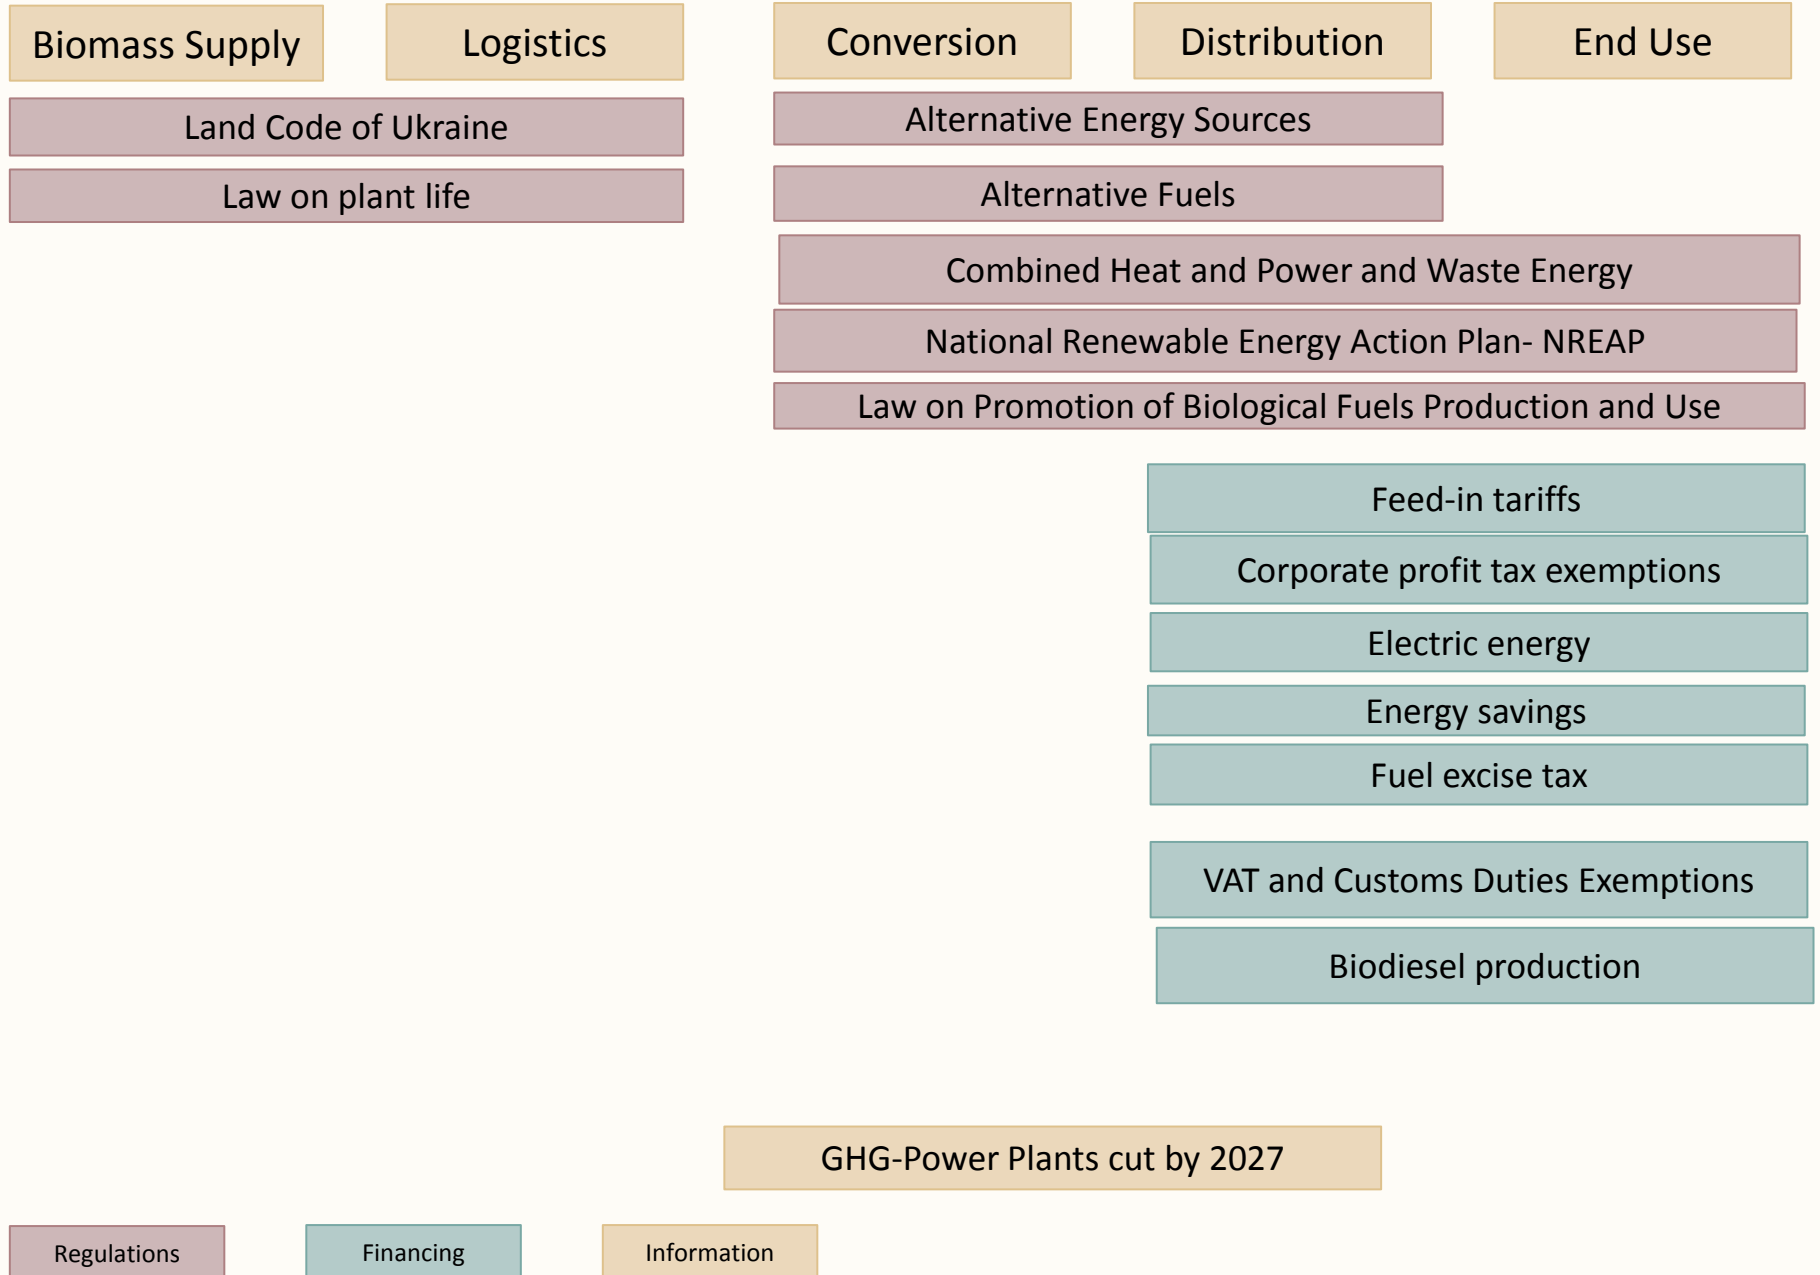 Biomass Supply
Logistics
Conversion
Distribution
End Use
Land Code of Ukraine
Law on plant life
Alternative Energy Sources
Alternative Fuels
Combined Heat and Power and Waste Energy
National Renewable Energy Action Plan- NREAP
Law on Promotion of Biological Fuels Production and Use
Feed-in tariffs
Corporate profit tax exemptions
Electric energy
Energy savings
Fuel excise tax
VAT and Customs Duties Exemptions
Biodiesel production
GHG-Power Plants cut by 2027
Regulations
Financing
Information